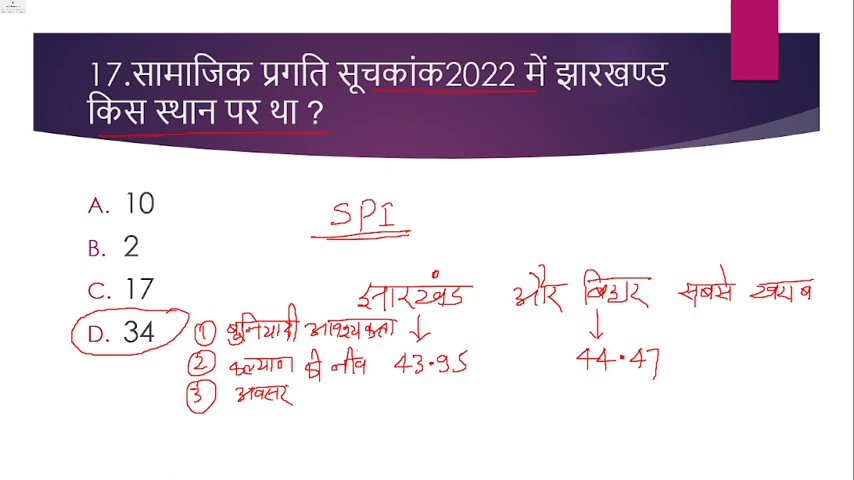 17.सामाजिक प्रगति सूचकांक2022 में झारखण्ड
किस स्थान पर था ?
A. 10
B. 2
C. 17
D. 34
SPI
झारखंड और बिहार सबसे खराब
① बुनियादी आवश्यकता
② कल्याण की नींव 43.95 44.47
③ अवसर